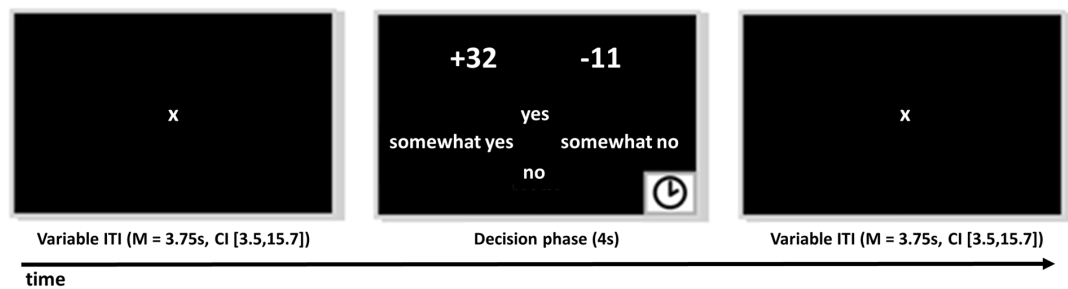 x
+32 -11
yes
somewhat yes somewhat no
no
x
Variable ITI (M = 3.75s, CI [3.5,15.7])
Decision phase (4s)
Variable ITI (M = 3.75s, CI [3.5,15.7])
time